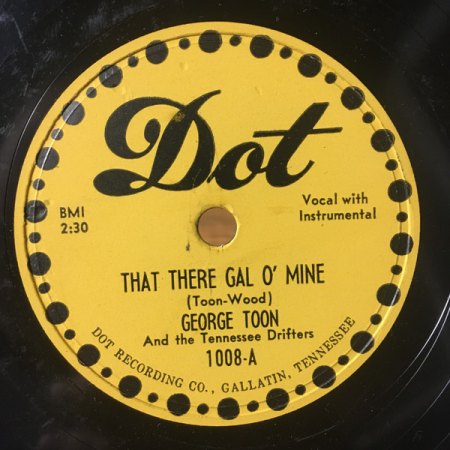 Dot
BMI
2:30
Vocal with
Instrumental
THAT THERE GAL O' MINE
(Toon-Wood)
GEORGE TOON
And the Tennessee Drifters
1008-A
DOT RECORDING CO., GALLATIN, TENNESSEE